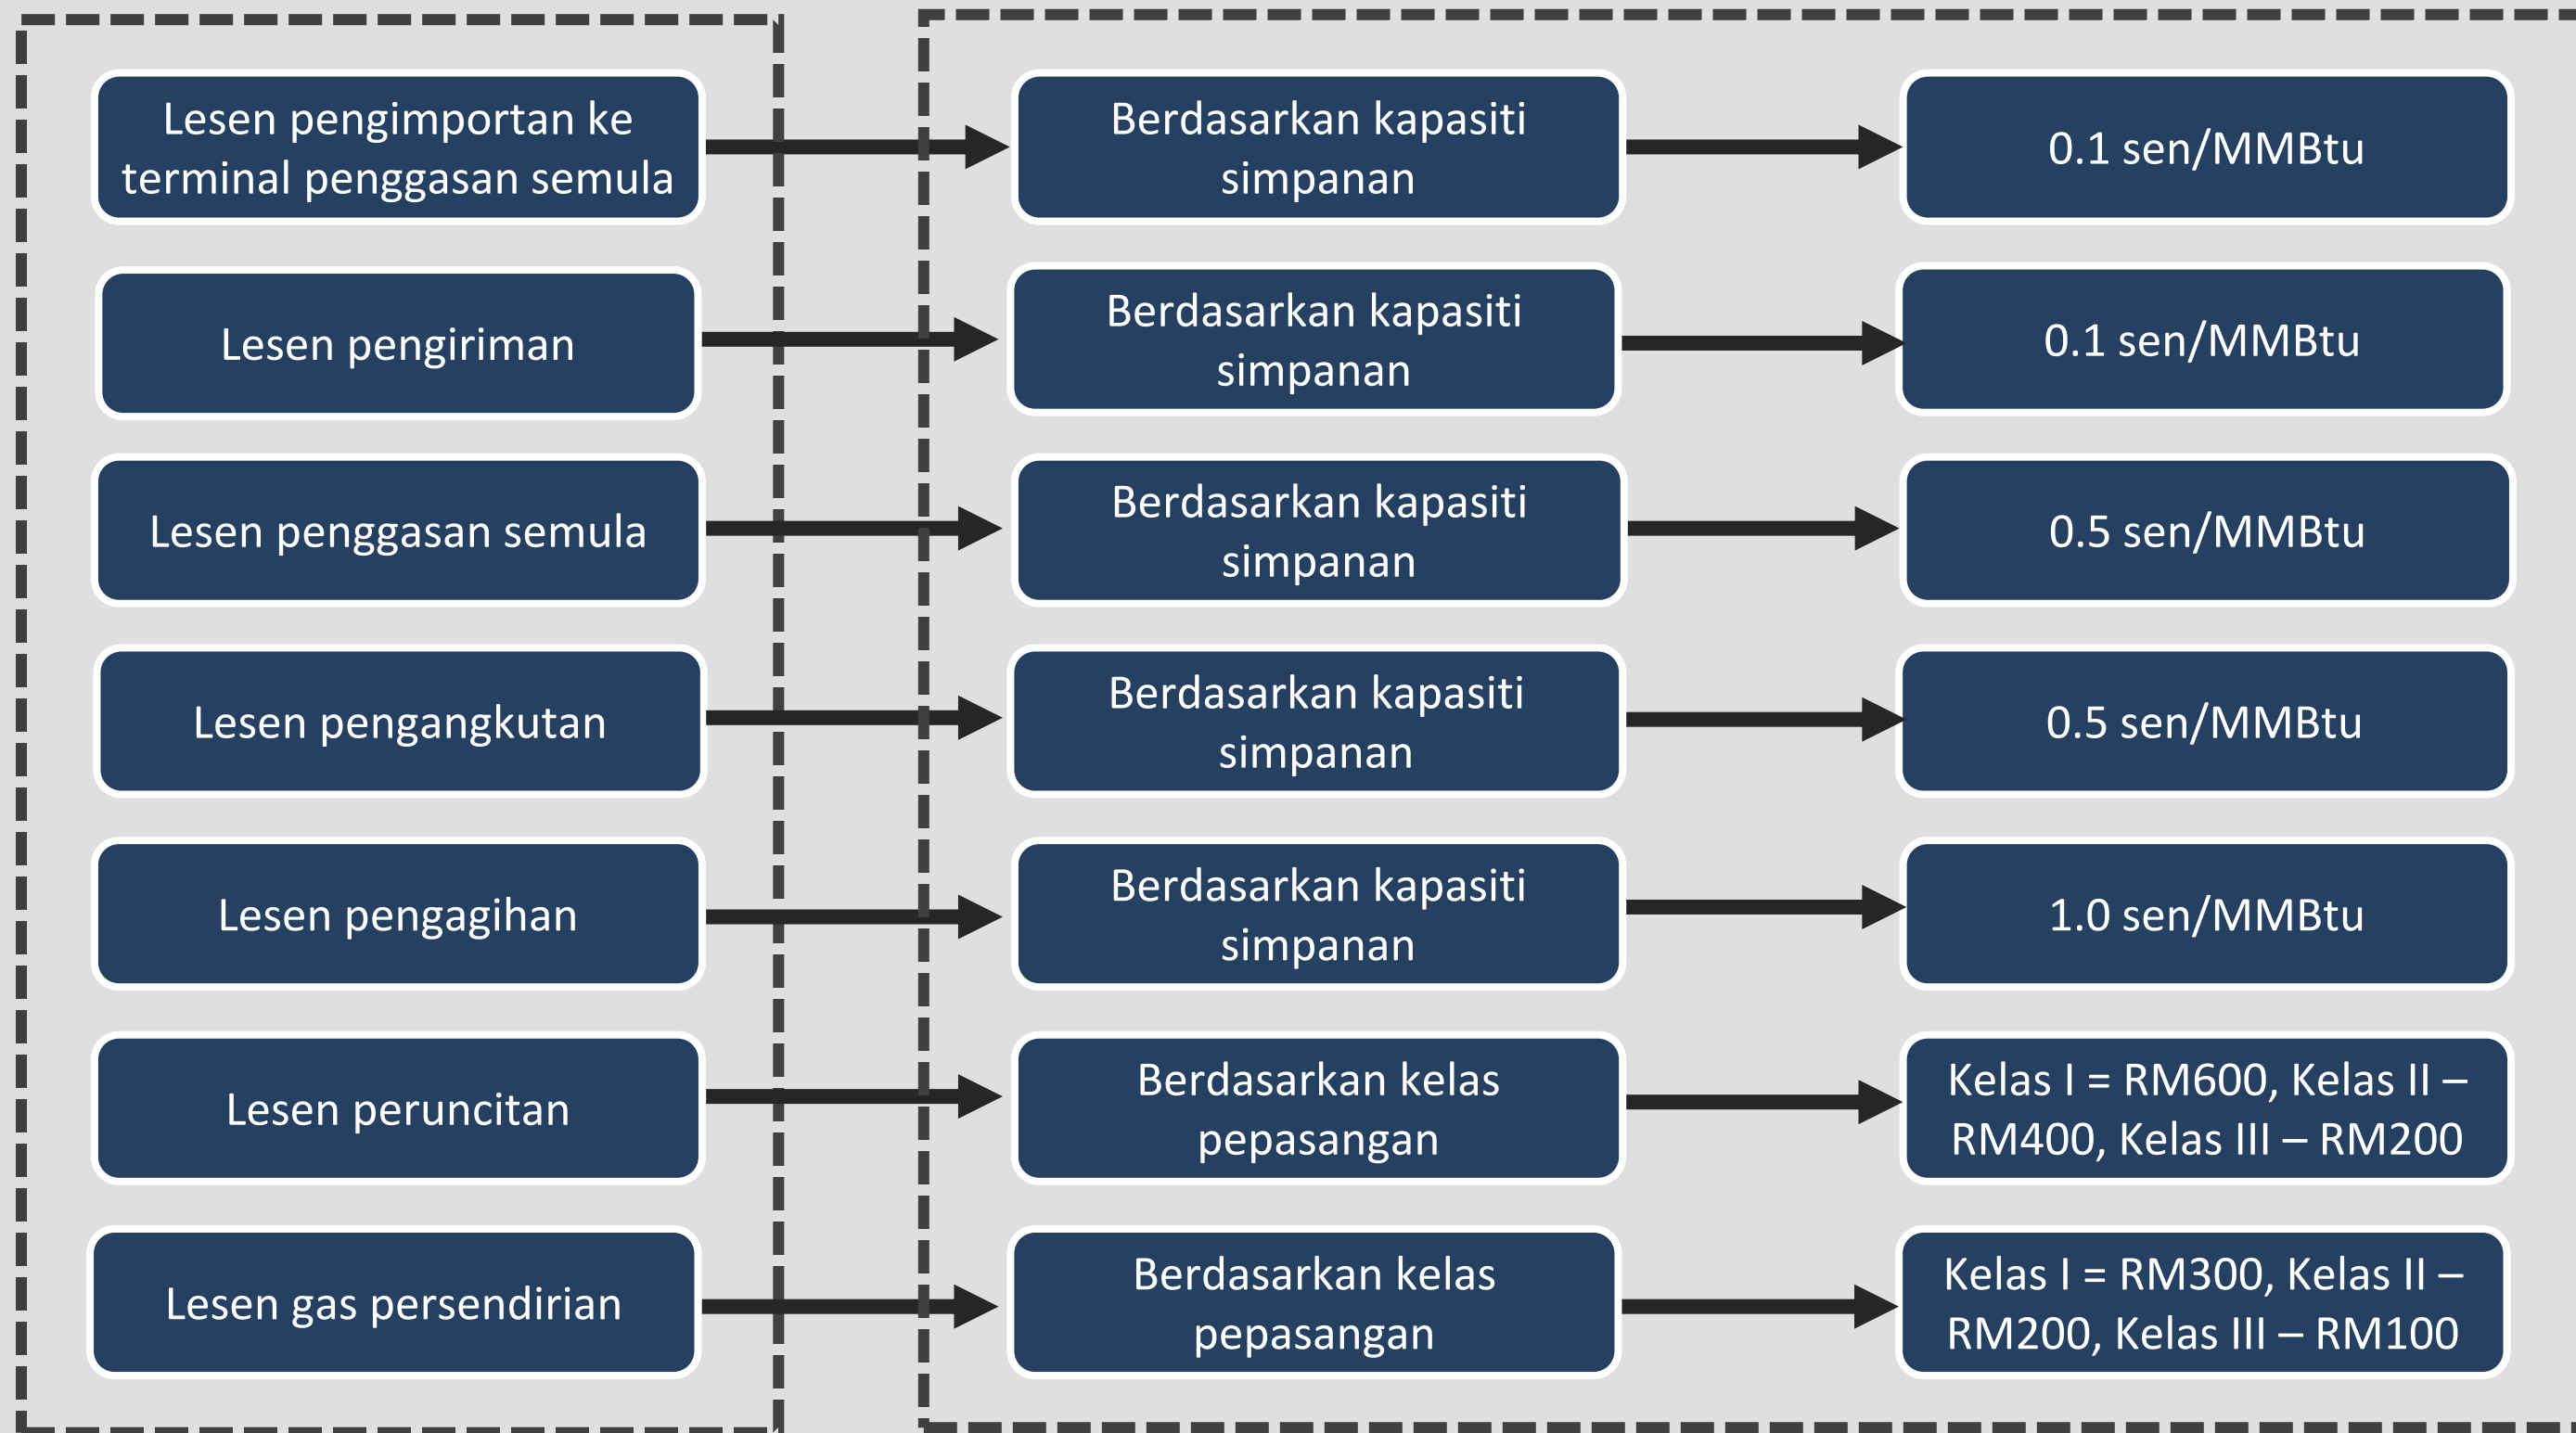 Lesen pengimportan ke
terminal penggasan semula
Berdasarkan kapasiti
simpanan
0.1 sen/MMBtu
Lesen pengiriman
Berdasarkan kapasiti
simpanan
0.1 sen/MMBtu
Lesen penggasan semula
Berdasarkan kapasiti
simpanan
0.5 sen/MMBtu
Lesen pengangkutan
Berdasarkan kapasiti
simpanan
0.5 sen/MMBtu
Lesen pengagihan
Berdasarkan kapasiti
simpanan
1.0 sen/MMBtu
Lesen peruncitan
Berdasarkan kelas
pepasangan
Kelas I = RM600, Kelas II –
RM400, Kelas III – RM200
Lesen gas persendirian
Berdasarkan kelas
pepasangan
Kelas I = RM300, Kelas II –
RM200, Kelas III – RM100